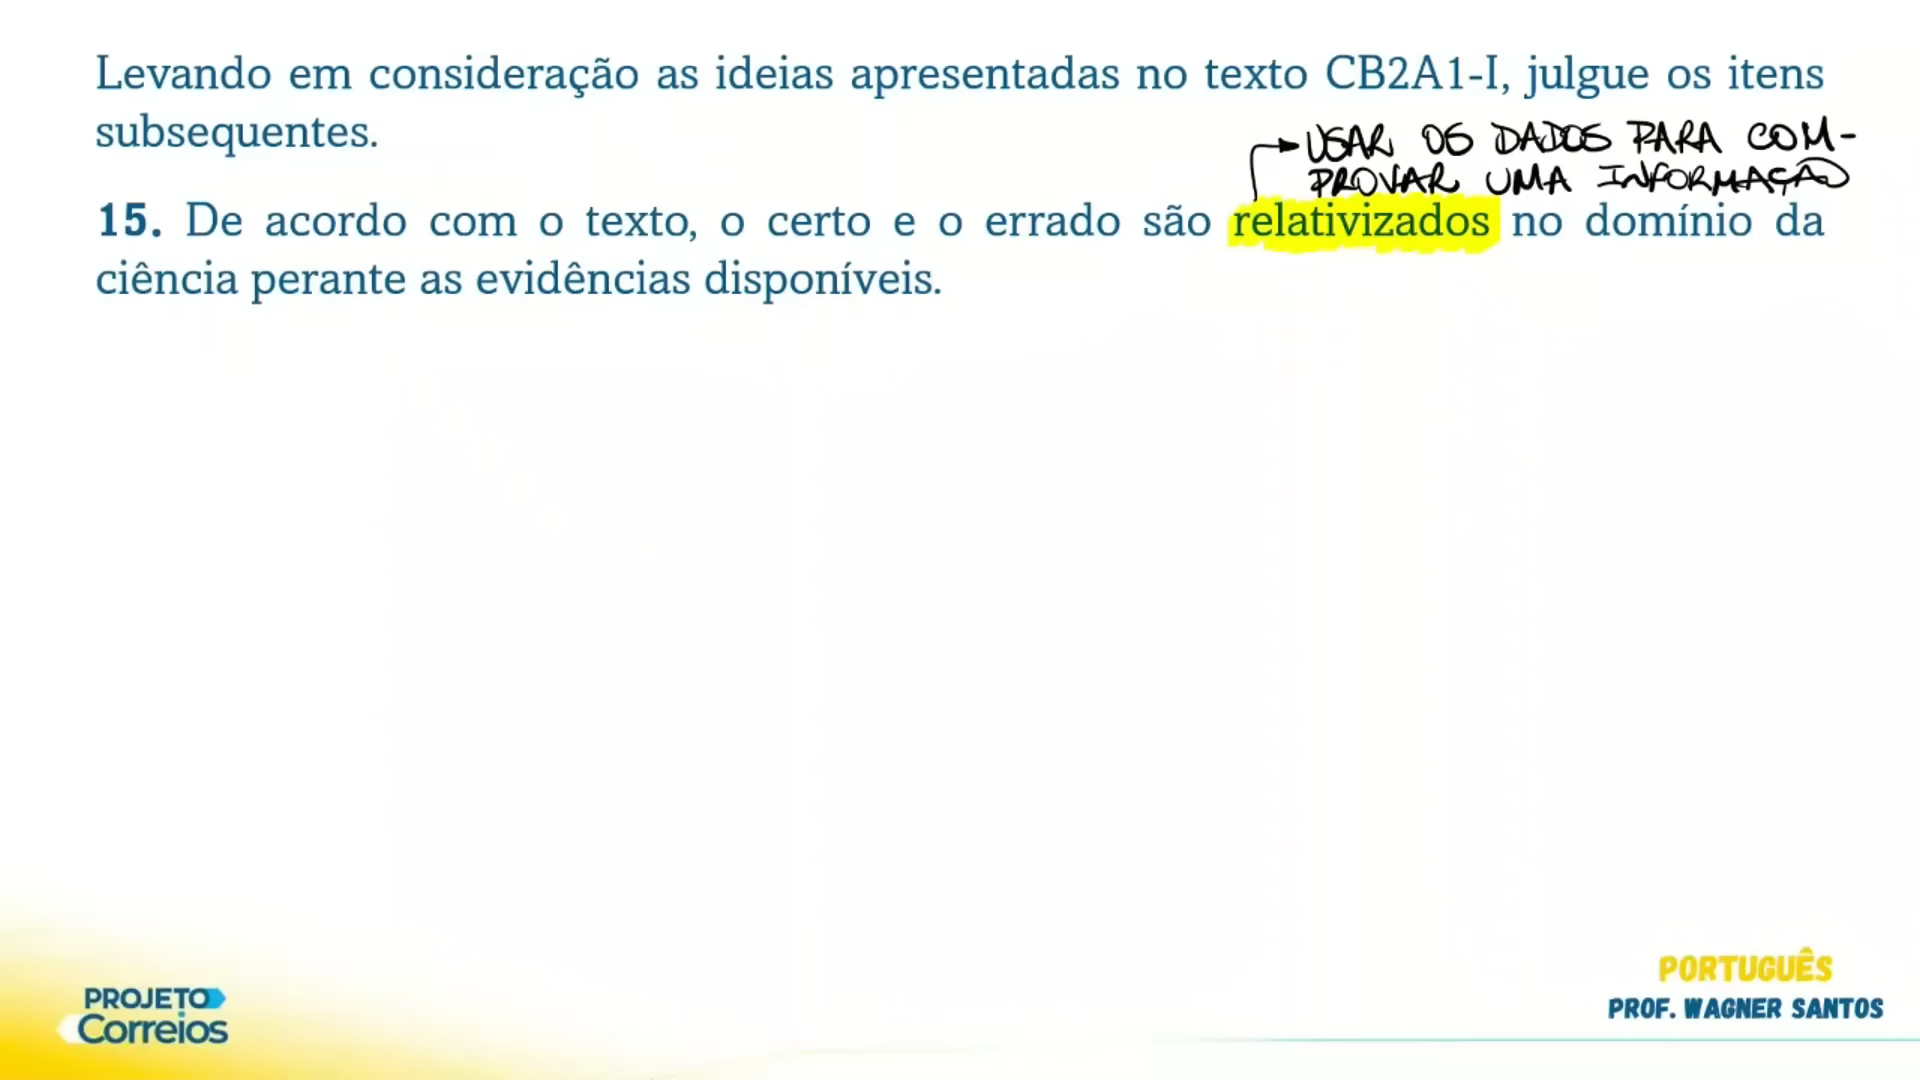 Levando em consideração as ideias apresentadas no texto CB2A1-I, julgue os itens
subsequentes.
USAR OS DADOS PARA COM-
PROVAR UMA INFORMAÇÃO
15. De acordo com o texto, o certo e o errado são relativizados no domínio da
ciência perante as evidências disponíveis.
PROJETO
Correios
PORTUGUÊS
PROF. WAGNER SANTOS